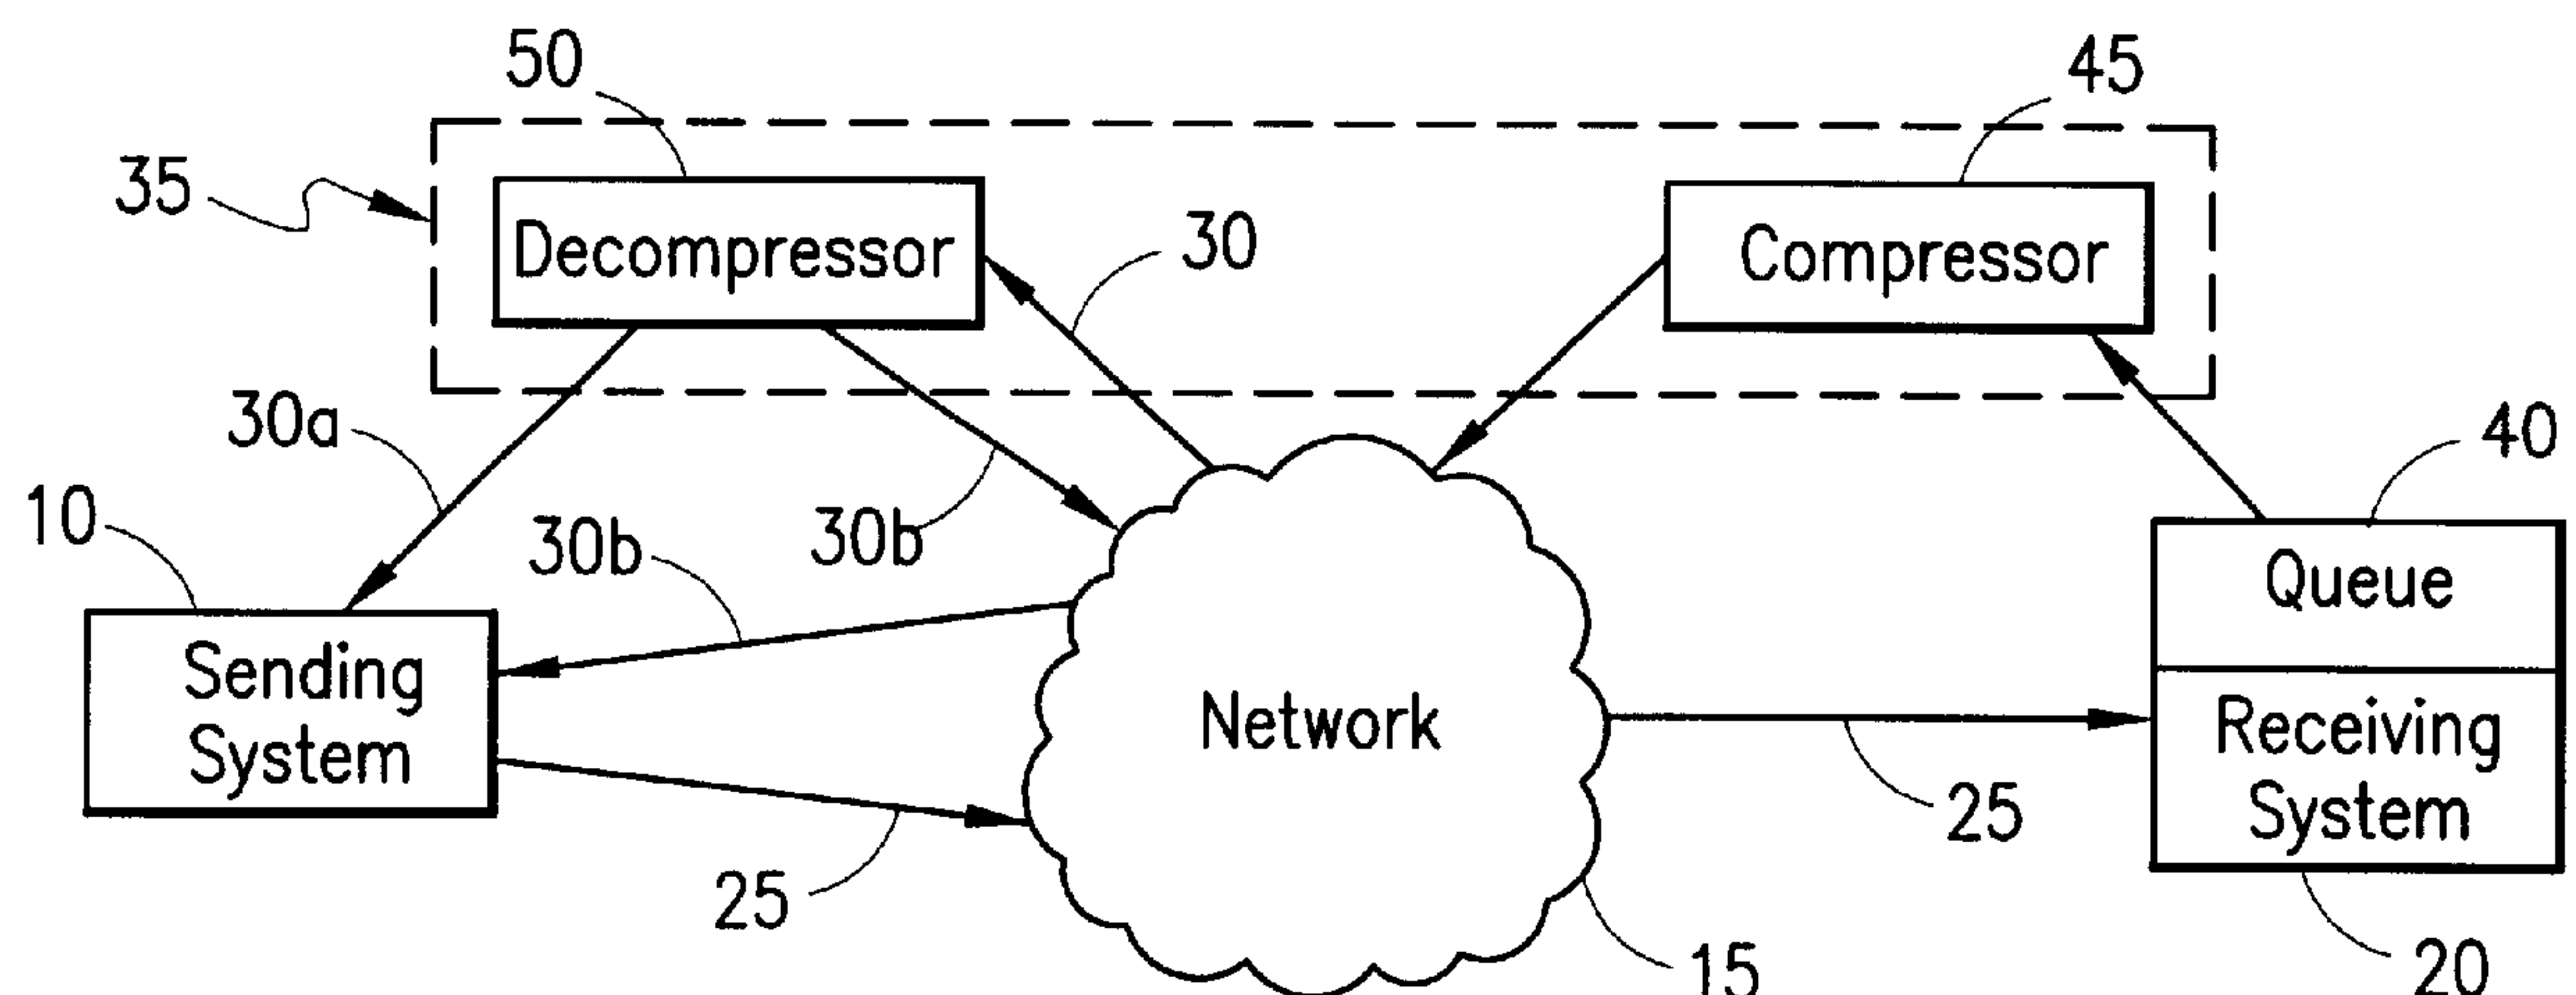 50
45
35
Decompressor
30
Compressor
30a
40
10
30b
30b
Queue
Sending
System
Network
Receiving
System
25
25
15
20